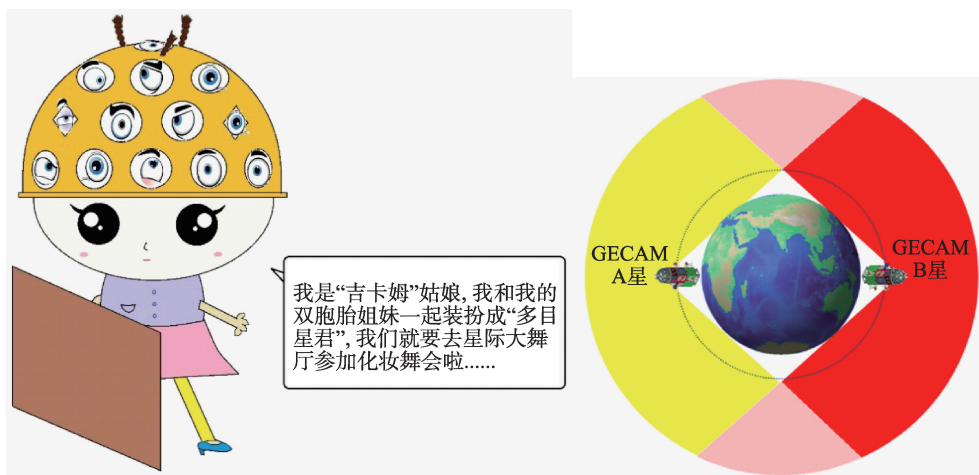 我是“吉卡姆”姑娘, 我和我的
双胞胎姐妹一起装扮成“多目
星君”, 我们就要去星际大舞
厅参加化妆舞会啦......
GECAM
A星
GECAM
B星